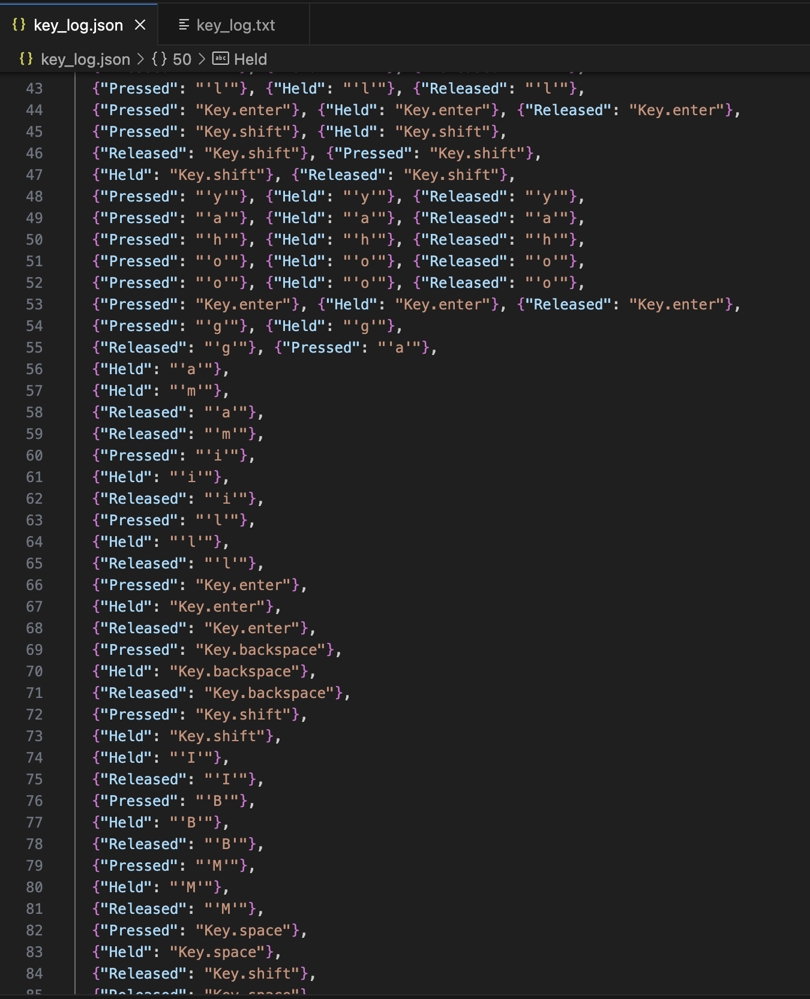 {} key_log.json ×
key_log.txt
{} key_log.json > {} 50 > abc Held
43 {"Pressed": "'l'"}, {"Held": "'l'"}, {"Released": "'l'"},
44 {"Pressed": "Key.enter"}, {"Held": "Key.enter"}, {"Released": "Key.enter"},
45 {"Pressed": "Key.shift"}, {"Held": "Key.shift"},
46 {"Released": "Key.shift"}, {"Pressed": "Key.shift"},
47 {"Held": "Key.shift"}, {"Released": "Key.shift"},
48 {"Pressed": "'y'"}, {"Held": "'y'"}, {"Released": "'y'"},
49 {"Pressed": "'a'"}, {"Held": "'a'"}, {"Released": "'a'"},
50 {"Pressed": "'h'"}, {"Held": "'h'"}, {"Released": "'h'"},
51 {"Pressed": "'o'"}, {"Held": "'o'"}, {"Released": "'o'"},
52 {"Pressed": "'o'"}, {"Held": "'o'"}, {"Released": "'o'"},
53 {"Pressed": "Key.enter"}, {"Held": "Key.enter"}, {"Released": "Key.enter"},
54 {"Pressed": "'g'"}, {"Held": "'g'"},
55 {"Released": "'g'"}, {"Pressed": "'a'"},
56 {"Held": "'a'"},
57 {"Held": "'m'"},
58 {"Released": "'a'"},
59 {"Released": "'m'"},
60 {"Pressed": "'i'"},
61 {"Held": "'i'"},
62 {"Released": "'i'"},
63 {"Pressed": "'l'"},
64 {"Held": "'l'"},
65 {"Released": "'l'"},
66 {"Pressed": "Key.enter"},
67 {"Held": "Key.enter"},
68 {"Released": "Key.enter"},
69 {"Pressed": "Key.backspace"},
70 {"Held": "Key.backspace"},
71 {"Released": "Key.backspace"},
72 {"Pressed": "Key.shift"},
73 {"Held": "Key.shift"},
74 {"Held": "'I'"},
75 {"Released": "'I'"},
76 {"Pressed": "'B'"},
77 {"Held": "'B'"},
78 {"Released": "'B'"},
79 {"Pressed": "'M'"},
80 {"Held": "'M'"},
81 {"Released": "'M'"},
82 {"Pressed": "Key.space"},
83 {"Held": "Key.space"},
84 {"Released": "Key.shift"},
85 {"Released": "Key.space"}